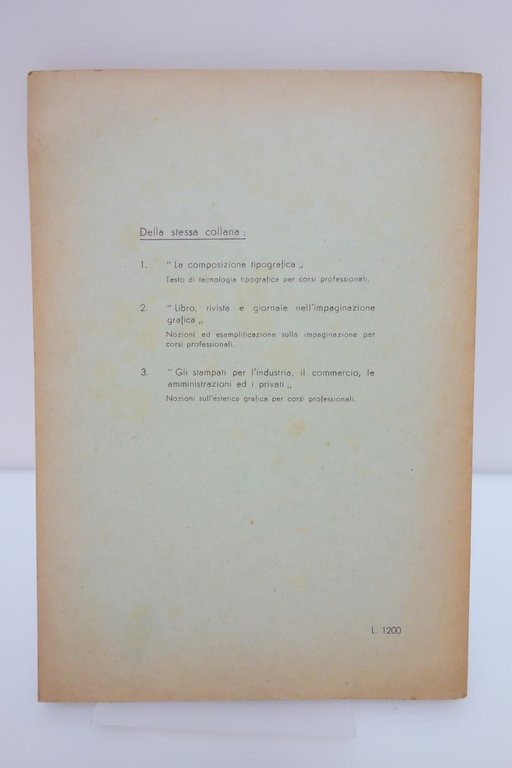 Della stessa collana :
1. " La composizione tipografica „
Testo di tecnologia tipografica per corsi professionali.
2. " Libro, rivista e giornale nell'impaginazione
grafica „
Nozioni ed esemplificazione sulla impaginazione per
corsi professionali.
3. " Gli stampati per l'industria, il commercio, le
amministrazioni ed i privati „
Nozioni sull'estetica grafica per corsi professionali.
L. 1200